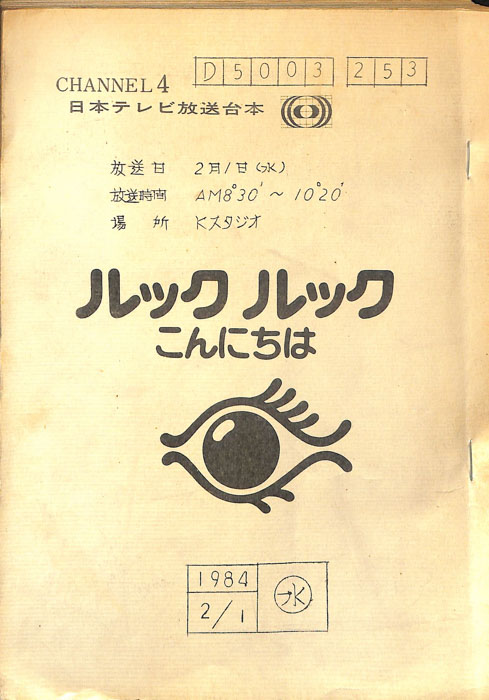 D5003 253
CHANNEL 4
日本テレビ放送台本
放送日 2月1日(水)
放送時間 AM8°30' ~ 10°20'
場所 Kスタジオ
ルックルック
こんにちは
1984
2/1
水